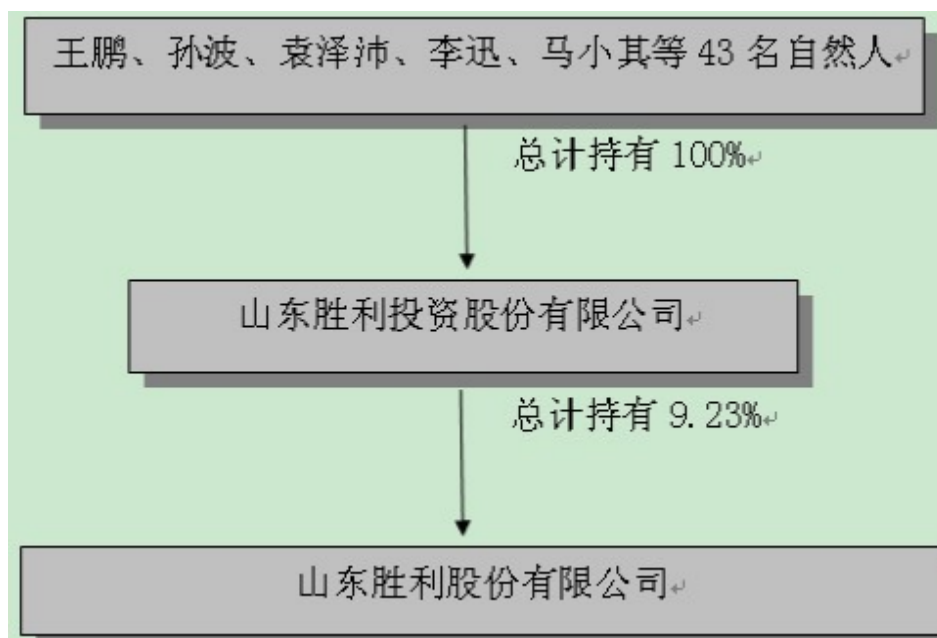 王鹏、孙波、袁泽沛、李迅、马小其等 43 名自然人
总计持有 100%
山东胜利投资股份有限公司
总计持有 9.23%
山东胜利股份有限公司